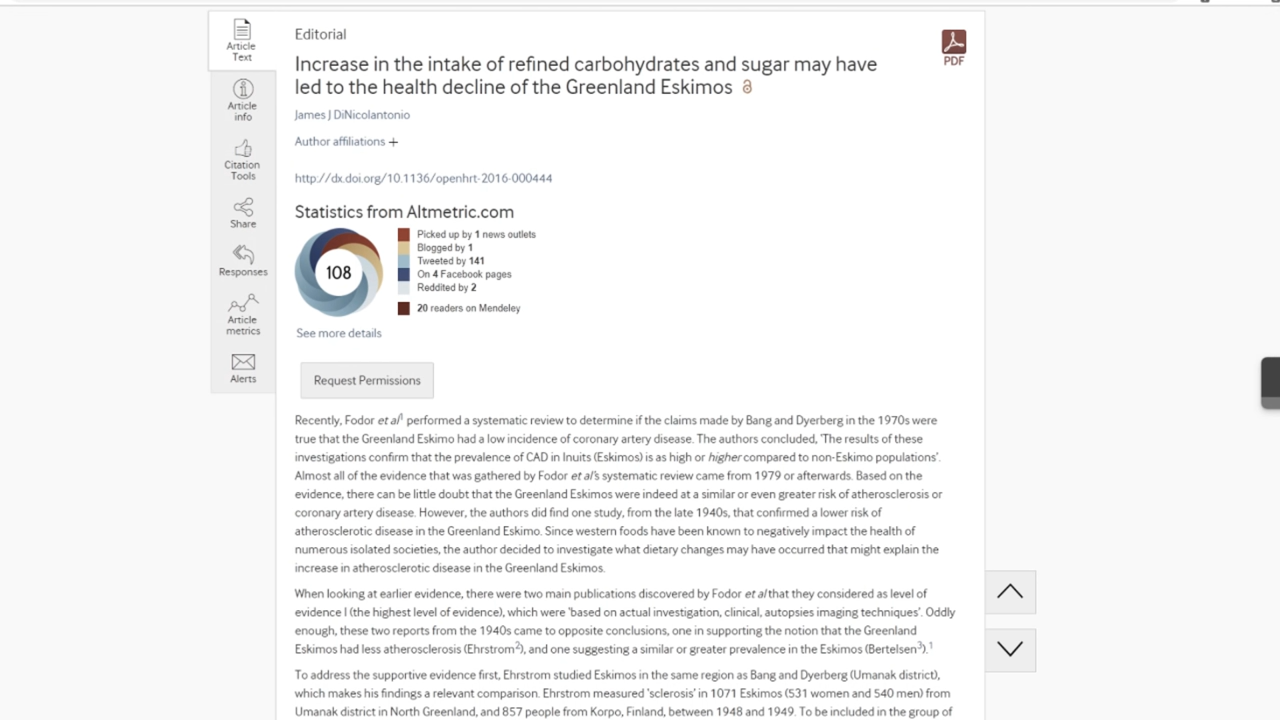 Article
Text
Article
info
Citation
Tools
Share
Responses
Article
metrics
Alerts
Editorial
PDF
Increase in the intake of refined carbohydrates and sugar may have
led to the health decline of the Greenland Eskimos
James J DiNicolantonio
Author affiliations +
http://dx.doi.org/10.1136/openhrt-2016-000444
Statistics from Altmetric.com
108
Picked up by 1 news outlets
Blogged by 1
Tweeted by 141
On 4 Facebook pages
Reddited by 2
20 readers on Mendeley
See more details
Request Permissions
Recently, Fodor et al1 performed a systematic review to determine if the claims made by Bang and Dyerberg in the 1970s were
true that the Greenland Eskimo had a low incidence of coronary artery disease. The authors concluded, 'The results of these
investigations confirm that the prevalence of CAD in Inuits (Eskimos) is as high or higher compared to non-Eskimo populations'.
Almost all of the evidence that was gathered by Fodor et al's systematic review came from 1979 or afterwards. Based on the
evidence, there can be little doubt that the Greenland Eskimos were indeed at a similar or even greater risk of atherosclerosis or
coronary artery disease. However, the authors did find one study, from the late 1940s, that confirmed a lower risk of
atherosclerotic disease in the Greenland Eskimo. Since western foods have been known to negatively impact the health of
numerous isolated societies, the author decided to investigate what dietary changes may have occurred that might explain the
increase in atherosclerotic disease in the Greenland Eskimos.
When looking at earlier evidence, there were two main publications discovered by Fodor et al that they considered as level of
evidence I (the highest level of evidence), which were 'based on actual investigation, clinical, autopsies imaging techniques'. Oddly
enough, these two reports from the 1940s came to opposite conclusions, one in supporting the notion that the Greenland
Eskimos had less atherosclerosis (Ehrstrom2), and one suggesting a similar or greater prevalence in the Eskimos (Bertelsen3).1
To address the supportive evidence first, Ehrstrom studied Eskimos in the same region as Bang and Dyerberg (Umanak district),
which makes his findings a relevant comparison. Ehrstrom measured 'sclerosis' in 1071 Eskimos (531 women and 540 men) from
Umanak district in North Greenland, and 857 people from Korpo, Finland, between 1948 and 1949. To be included in the group of